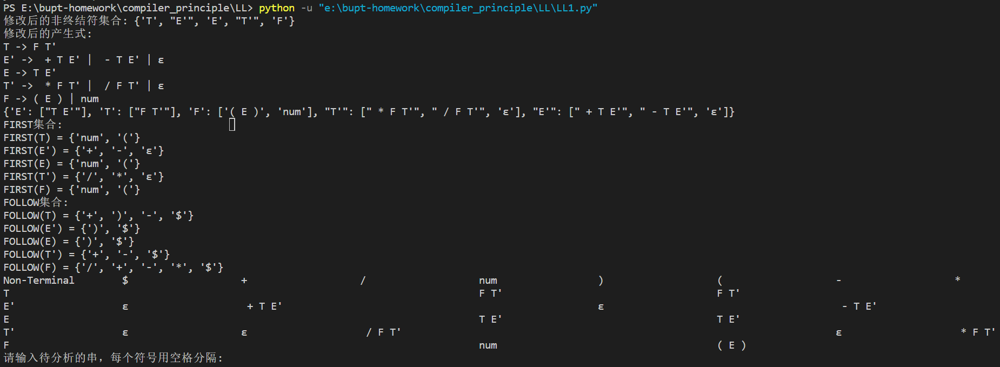 PS E:\bupt-homework\compiler_principle\LL> python -u "e:\bupt-homework\compiler_principle\LL\LL1.py"
修改后的非终结符集合: {'T', "E'", 'E', "T'", 'F'}
修改后的产生式:
T -> F T'
E' ->  + T E' |  - T E' | ε
E -> T E'
T' ->  * F T' |  / F T' | ε
F -> ( E ) | num
{'E': ["T E'"], 'T': ["F T'"], 'F': ['( E )', 'num'], "T'": [" * F T'", " / F T'", 'ε'], "E'": [" + T E'", " - T E'", 'ε']}
FIRST集合:
FIRST(T) = {'num', '('}
FIRST(E') = {'+', '-', 'ε'}
FIRST(E) = {'num', '('}
FIRST(T') = {'/', '*', 'ε'}
FIRST(F) = {'num', '('}
FOLLOW集合:
FOLLOW(T) = {'+', ')', '-', '$'}
FOLLOW(E') = {')', '$'}
FOLLOW(E) = {')', '$'}
FOLLOW(T') = {'+', '-', '$'}
FOLLOW(F) = {'/', '+', '-', '*', '$'}
Non-Terminal        $                   +                   /                   num                 )                   (                   -                   *
T                                                                               F T'                                    F T'
E'                  ε                    + T E'                                                     ε                                        - T E'
E                                                                               T E'                                    T E'
T'                  ε                   ε                    / F T'                                                                         ε                    * F T'
F                                                                               num                                     ( E )
请输入待分析的串，每个符号用空格分隔: